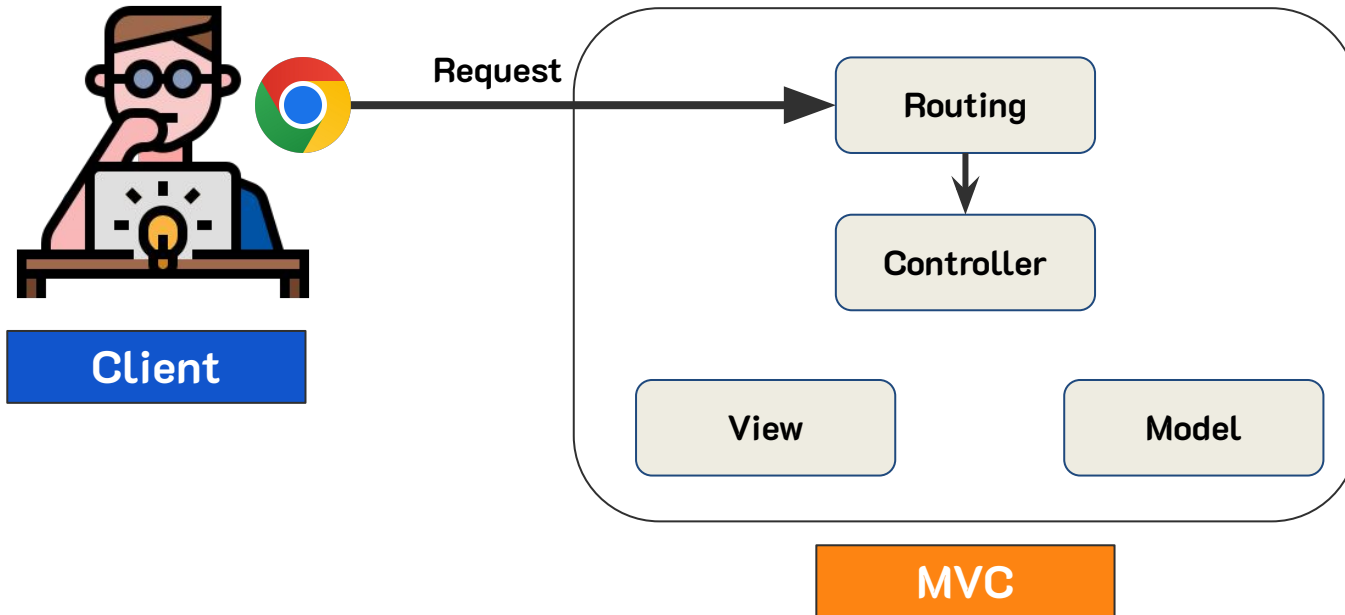 Request
Routing
Controller
Client
View
Model
MVC